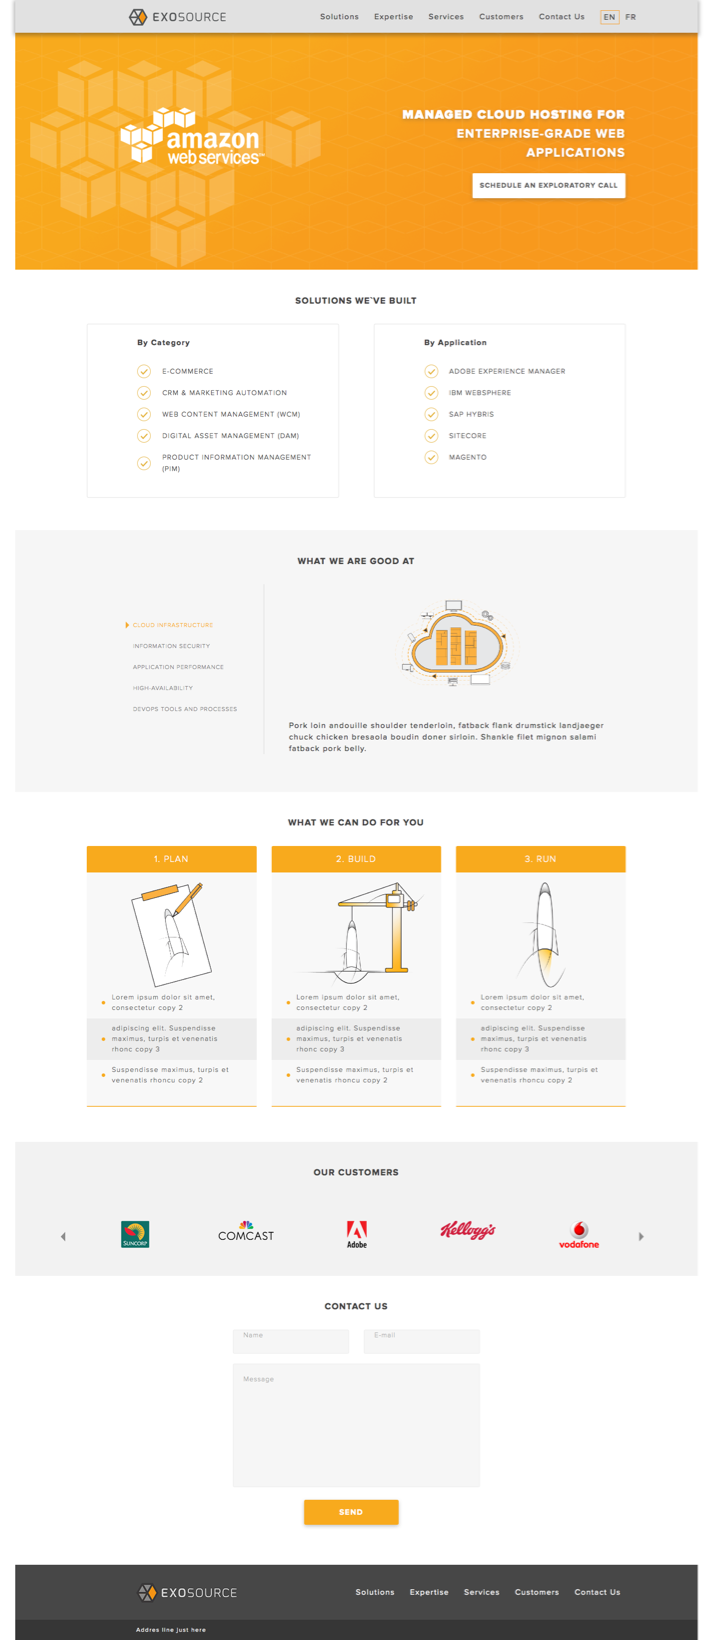 EXOSOURCE
Solutions Expertise Services Customers Contact Us EN FR
amazon
web services™
MANAGED CLOUD HOSTING FOR
ENTERPRISE-GRADE WEB
APPLICATIONS
SCHEDULE AN EXPLORATORY CALL
SOLUTIONS WE`VE BUILT
By Category
E-COMMERCE
CRM & MARKETING AUTOMATION
WEB CONTENT MANAGEMENT (WCM)
DIGITAL ASSET MANAGEMENT (DAM)
PRODUCT INFORMATION MANAGEMENT
(PIM)
By Application
ADOBE EXPERIENCE MANAGER
IBM WEBSPHERE
SAP HYBRIS
SITECORE
MAGENTO
WHAT WE ARE GOOD AT
CLOUD INFRASTRUCTURE
INFORMATION SECURITY
APPLICATION PERFORMANCE
HIGH-AVAILABILITY
DEVOPS TOOLS AND PROCESSES
Pork loin andouille shoulder tenderloin, fatback flank drumstick landjaeger
chuck chicken bresaola boudin doner sirloin. Shankle filet mignon salami
fatback pork belly.
WHAT WE CAN DO FOR YOU
1. PLAN
Lorem ipsum dolor sit amet,
consectetur copy 2
adipiscing elit. Suspendisse
maximus, turpis et venenatis
rhonc copy 3
Suspendisse maximus, turpis et
venenatis rhoncu copy 2
2. BUILD
Lorem ipsum dolor sit amet,
consectetur copy 2
adipiscing elit. Suspendisse
maximus, turpis et venenatis
rhonc copy 3
Suspendisse maximus, turpis et
venenatis rhoncu copy 2
3. RUN
Lorem ipsum dolor sit amet,
consectetur copy 2
adipiscing elit. Suspendisse
maximus, turpis et venenatis
rhonc copy 3
Suspendisse maximus, turpis et
venenatis rhoncu copy 2
OUR CUSTOMERS
SUNCORP
COMCAST
Adobe
Kellogg's
vodafone
CONTACT US
Name
E-mail
Message
SEND
EXOSOURCE
Solutions Expertise Services Customers Contact Us
Addres line just here